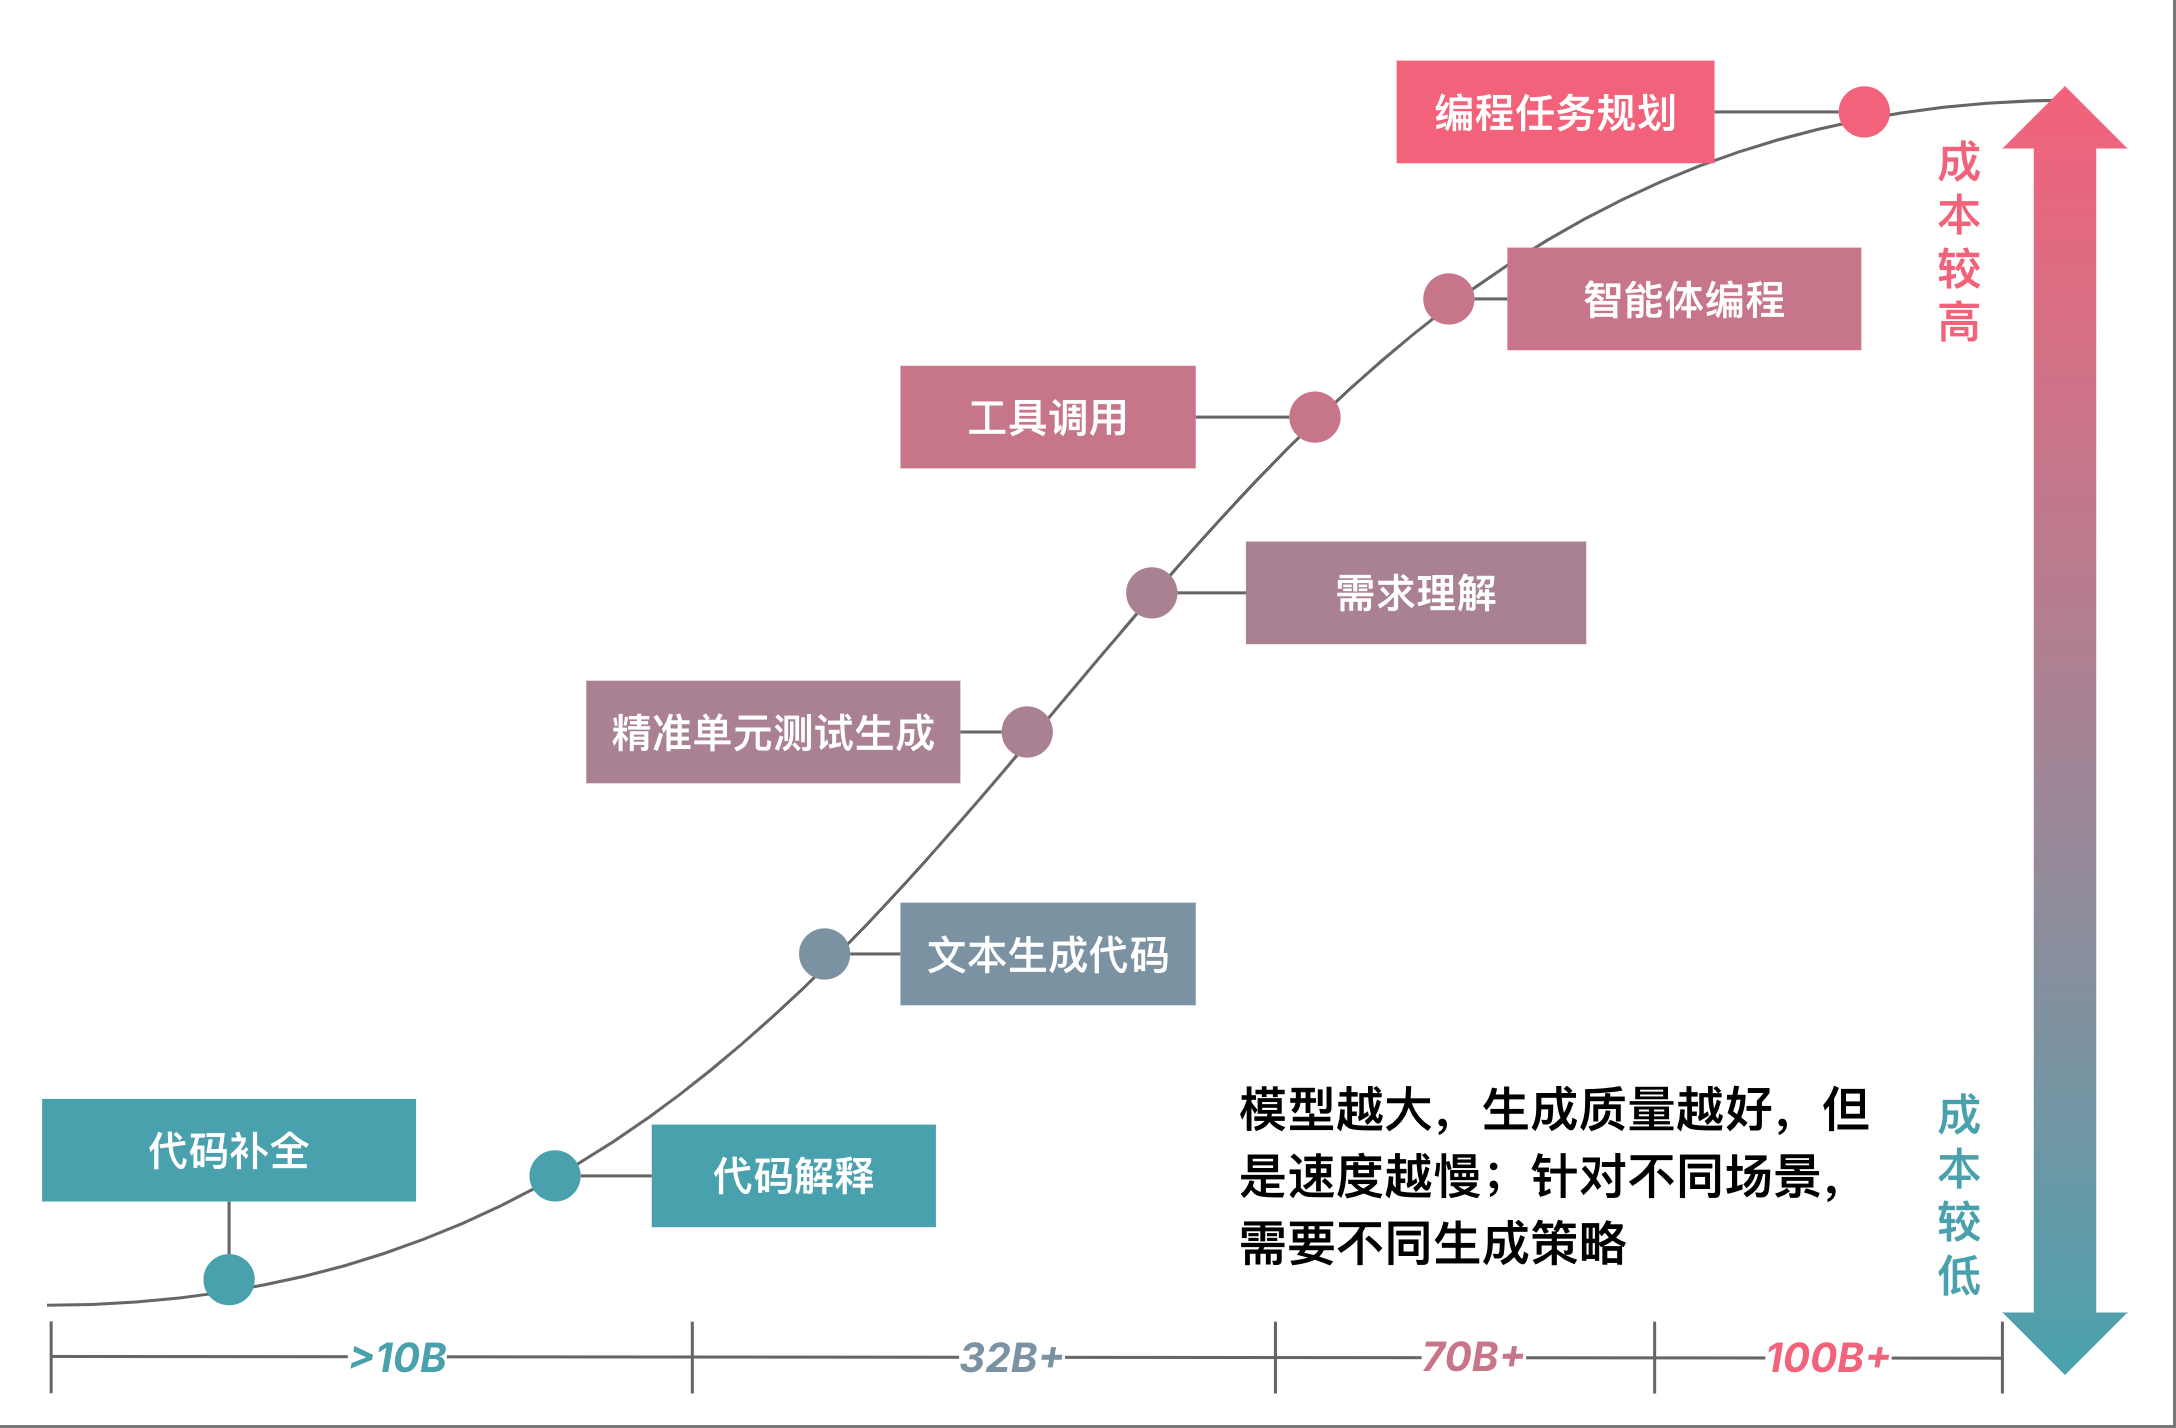 编程任务规划
成本较高
智能体编程
工具调用
需求理解
精准单元测试生成
文本生成代码
模型越大，生成质量越好，但
是速度越慢；针对不同场景，
需要不同生成策略
成本较低
代码补全
代码解释
>10B
32B+
70B+
100B+